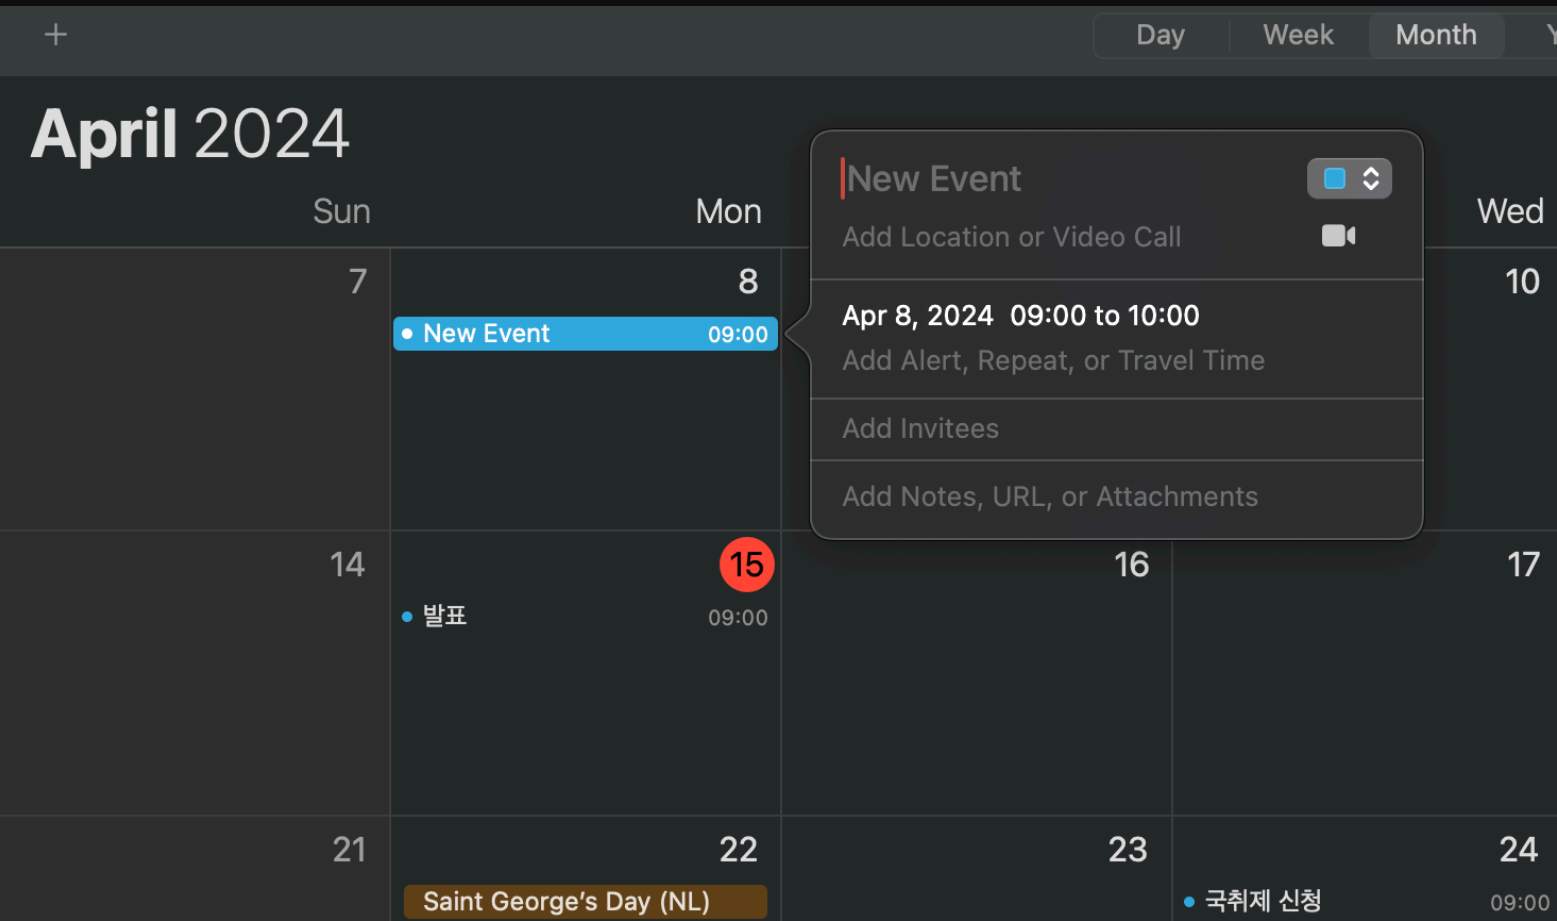 +
Day Week Month
April 2024
Sun Mon Wed
7 8 10
New Event 09:00
New Event
Add Location or Video Call
Apr 8, 2024 09:00 to 10:00
Add Alert, Repeat, or Travel Time
Add Invitees
Add Notes, URL, or Attachments
14 15 16 17
발표 09:00
21 22 23 24
Saint George's Day (NL)
국취제 신청 09:00